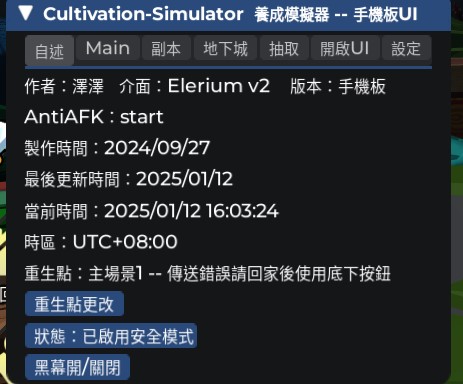 ▼ Cultivation-Simulator 養成模擬器 -- 手機板UI
自述 Main 副本 地下城 抽取 開啟UI 設定
作者：澤澤 介面：Elerium v2 版本：手機板
AntiAFK：start
製作時間：2024/09/27
最後更新時間：2025/01/12
當前時間：2025/01/12 16:03:24
時區：UTC+08:00
重生點：主場景1 -- 傳送錯誤請回家後使用底下按鈕
重生點更改
狀態：已啟用安全模式
黑幕開/關閉